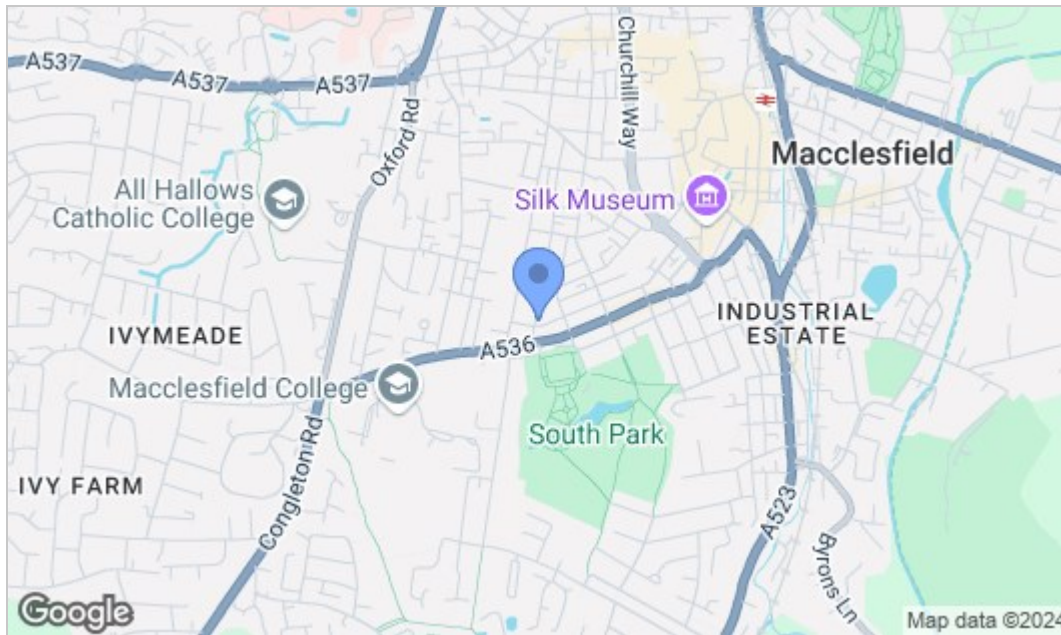 A537
A537
A537
Oxford Rd
Churchill Way
Macclesfield
All Hallows
Catholic College
Silk Museum
IVYMEADE
A536
INDUSTRIAL
ESTATE
Macclesfield College
South Park
IVY FARM
Congleton Rd
A523
Byrons Ln
Google
Map data ©2024